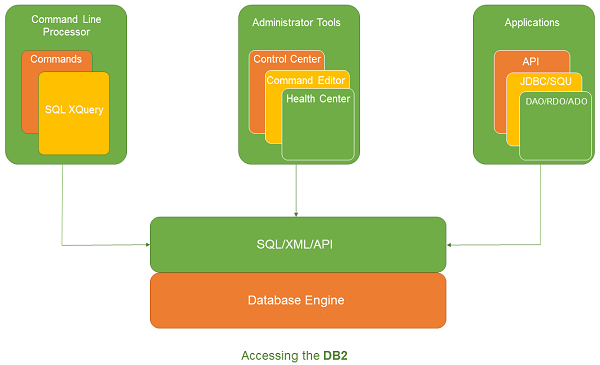 Command Line
Processor
Commands
SQL XQuery
Administrator Tools
Control Center
Command Editor
Health Center
Applications
API
JDBC/SQU
DAO/RDO/ADO
SQL/XML/API
Database Engine
Accessing the DB2